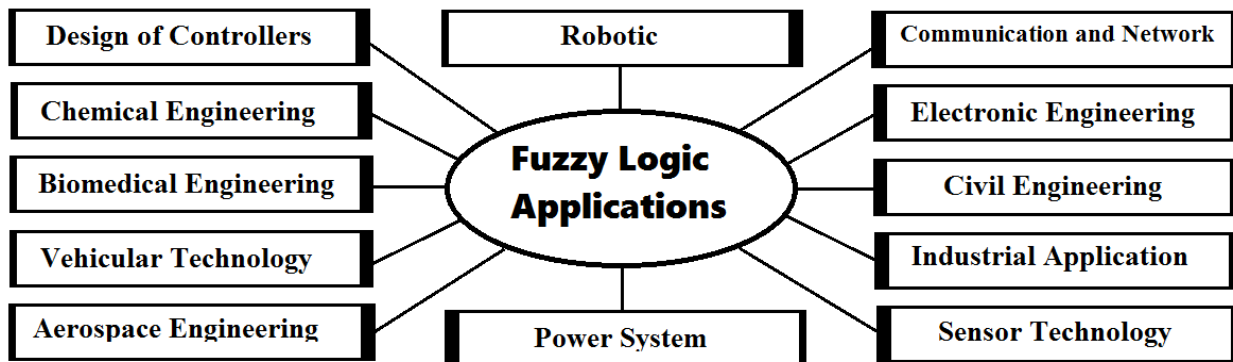 Design of Controllers
Robotic
Communication and Network
Chemical Engineering
Electronic Engineering
Fuzzy Logic
Applications
Biomedical Engineering
Civil Engineering
Vehicular Technology
Industrial Application
Aerospace Engineering
Power System
Sensor Technology